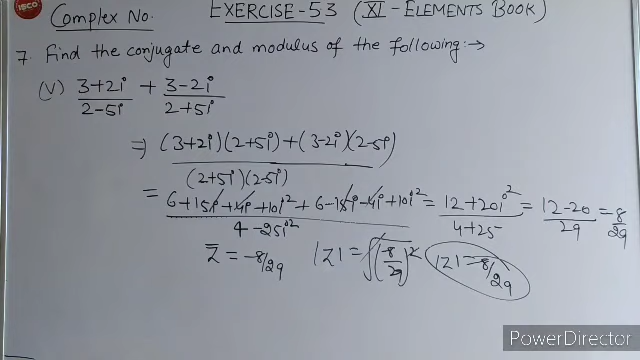 ISCO
Complex No. EXERCISE-53 (XI-ELEMENTS BOOK)
7. Find the conjugate and modulus of the following:→
(V) (3+2i)/(2-5i) + (3-2i)/(2+5i)
⇒ ((3+2i)(2+5i)+(3-2i)(2-5i))/((2+5i)(2-5i))
= (6+15i+4i+10i²+6-15i-4i+10i²)/(4-25i²) = (12+20i²)/(4+25) = (12-20)/29 = -8/29
z̄ = -8/29 |Z| = √(-8/29)² |Z| = 8/29
PowerDirector